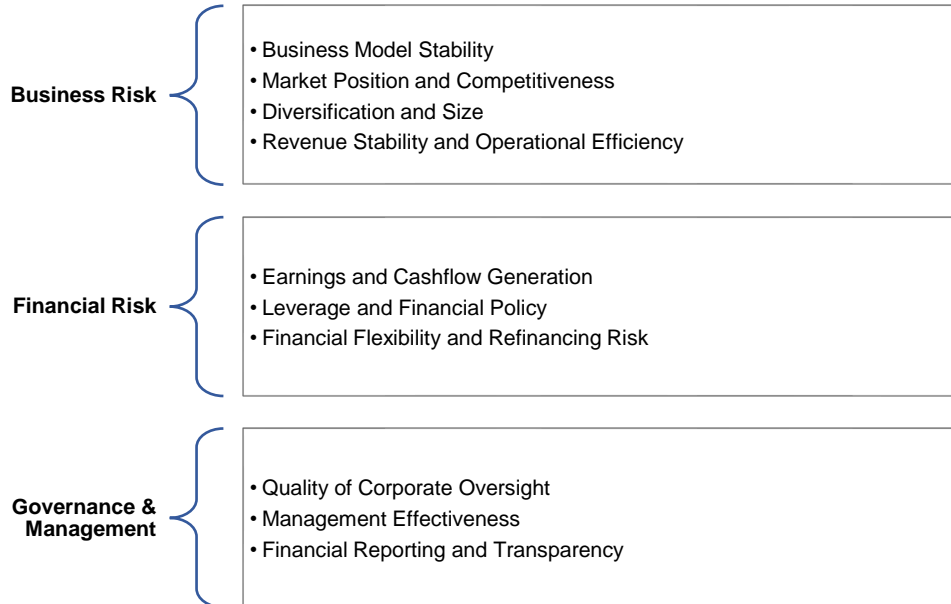 Business Risk
• Business Model Stability
• Market Position and Competitiveness
• Diversification and Size
• Revenue Stability and Operational Efficiency
Financial Risk
• Earnings and Cashflow Generation
• Leverage and Financial Policy
• Financial Flexibility and Refinancing Risk
Governance &
Management
• Quality of Corporate Oversight
• Management Effectiveness
• Financial Reporting and Transparency